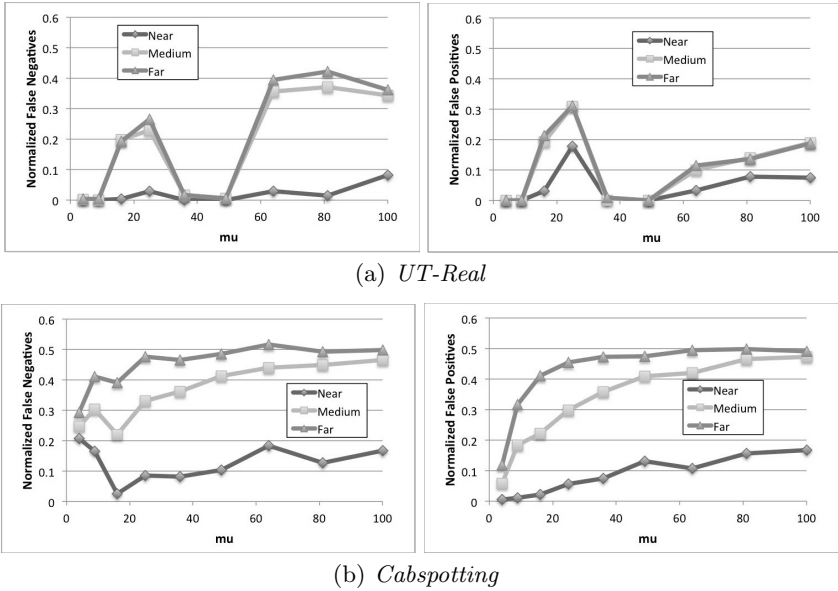 Normalized False Negatives
0.6
0.5
0.4
0.3
0.2
0.1
0
Near
Medium
Far
0 20 40 60 80 100
mu
Normalized False Positives
0.6
0.5
0.4
0.3
0.2
0.1
0
Near
Medium
Far
0 20 40 60 80 100
mu
(a) UT-Real
Normalized False Negatives
0.6
0.5
0.4
0.3
0.2
0.1
0
Near
Medium
Far
0 20 40 60 80 100
mu
Normalized False Positives
0.6
0.5
0.4
0.3
0.2
0.1
0
Near
Medium
Far
0 20 40 60 80 100
mu
(b) Cabspotting